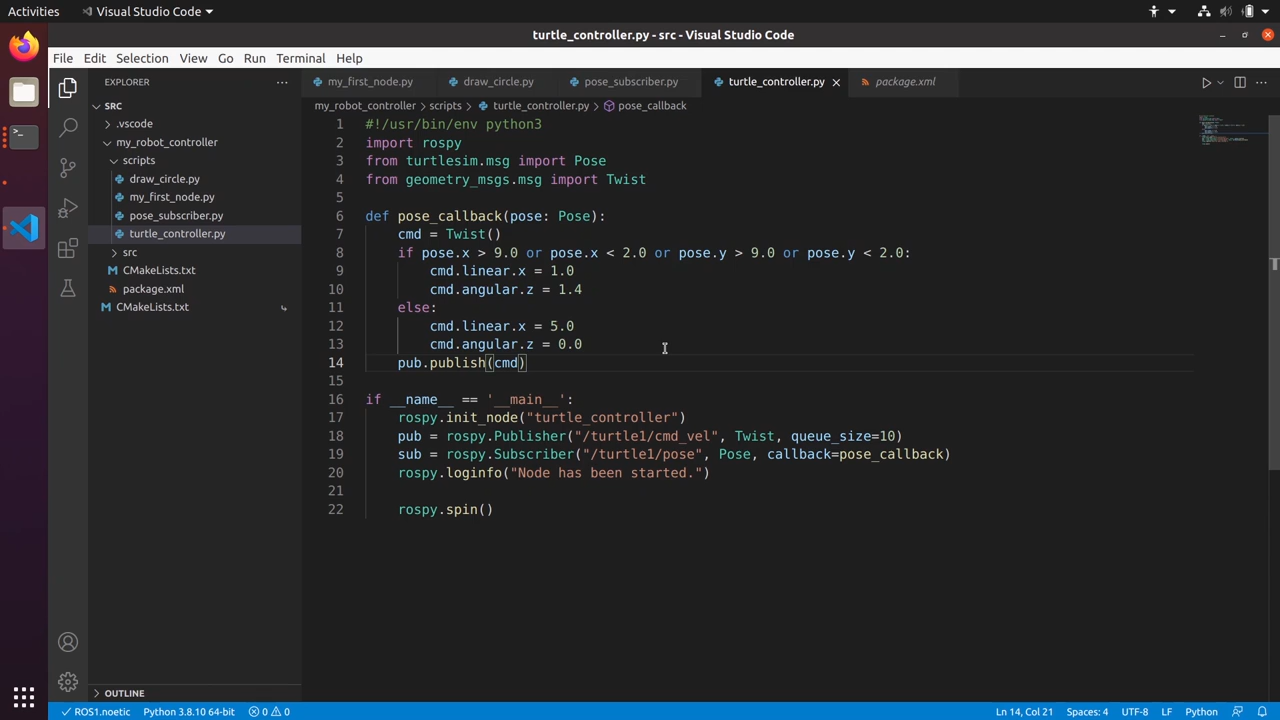 Activities
Visual Studio Code
turtle_controller.py - src - Visual Studio Code
File Edit Selection View Go Run Terminal Help
EXPLORER
my_first_node.py draw_circle.py pose_subscriber.py turtle_controller.py package.xml
SRC
.vscode
my_robot_controller
scripts
draw_circle.py
my_first_node.py
pose_subscriber.py
turtle_controller.py
src
CMakeLists.txt
package.xml
CMakeLists.txt
OUTLINE
my_robot_controller > scripts > turtle_controller.py > pose_callback
1 #!/usr/bin/env python3
2 import rospy
3 from turtlesim.msg import Pose
4 from geometry_msgs.msg import Twist
5
6 def pose_callback(pose: Pose):
7 cmd = Twist()
8 if pose.x > 9.0 or pose.x < 2.0 or pose.y > 9.0 or pose.y < 2.0:
9 cmd.linear.x = 1.0
10 cmd.angular.z = 1.4
11 else:
12 cmd.linear.x = 5.0
13 cmd.angular.z = 0.0
14 pub.publish(cmd)
15
16 if __name__ == '__main__':
17 rospy.init_node("turtle_controller")
18 pub = rospy.Publisher("/turtle1/cmd_vel", Twist, queue_size=10)
19 sub = rospy.Subscriber("/turtle1/pose", Pose, callback=pose_callback)
20 rospy.loginfo("Node has been started.")
21
22 rospy.spin()
ROS1.noetic Python 3.8.10 64-bit 0 0 Ln 14, Col 21 Spaces: 4 UTF-8 LF Python